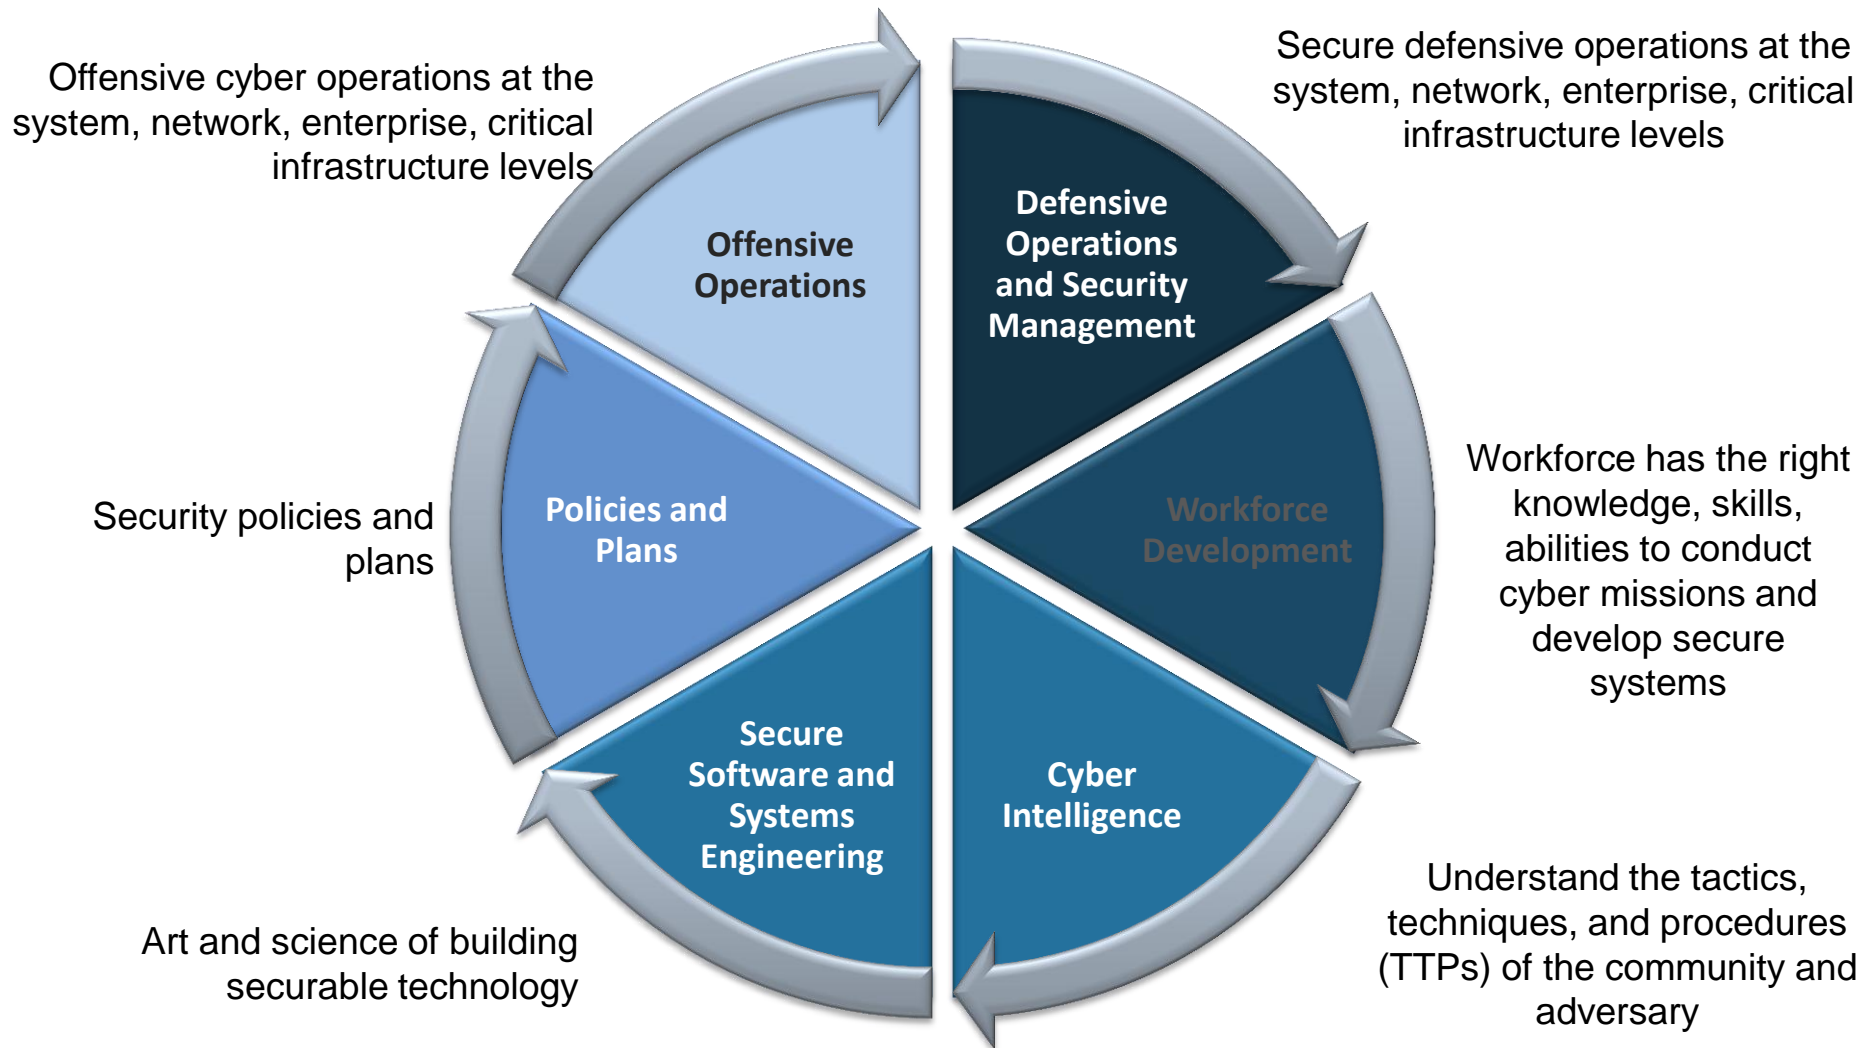 Offensive cyber operations at the
system, network, enterprise, critical
infrastructure levels
Secure defensive operations at the
system, network, enterprise, critical
infrastructure levels
Offensive
Operations
Defensive
Operations
and Security
Management
Security policies and
plans
Policies and
Plans
Workforce
Development
Workforce has the right
knowledge, skills,
abilities to conduct
cyber missions and
develop secure
systems
Secure
Software and
Systems
Engineering
Cyber
Intelligence
Art and science of building
securable technology
Understand the tactics,
techniques, and procedures
(TTPs) of the community and
adversary